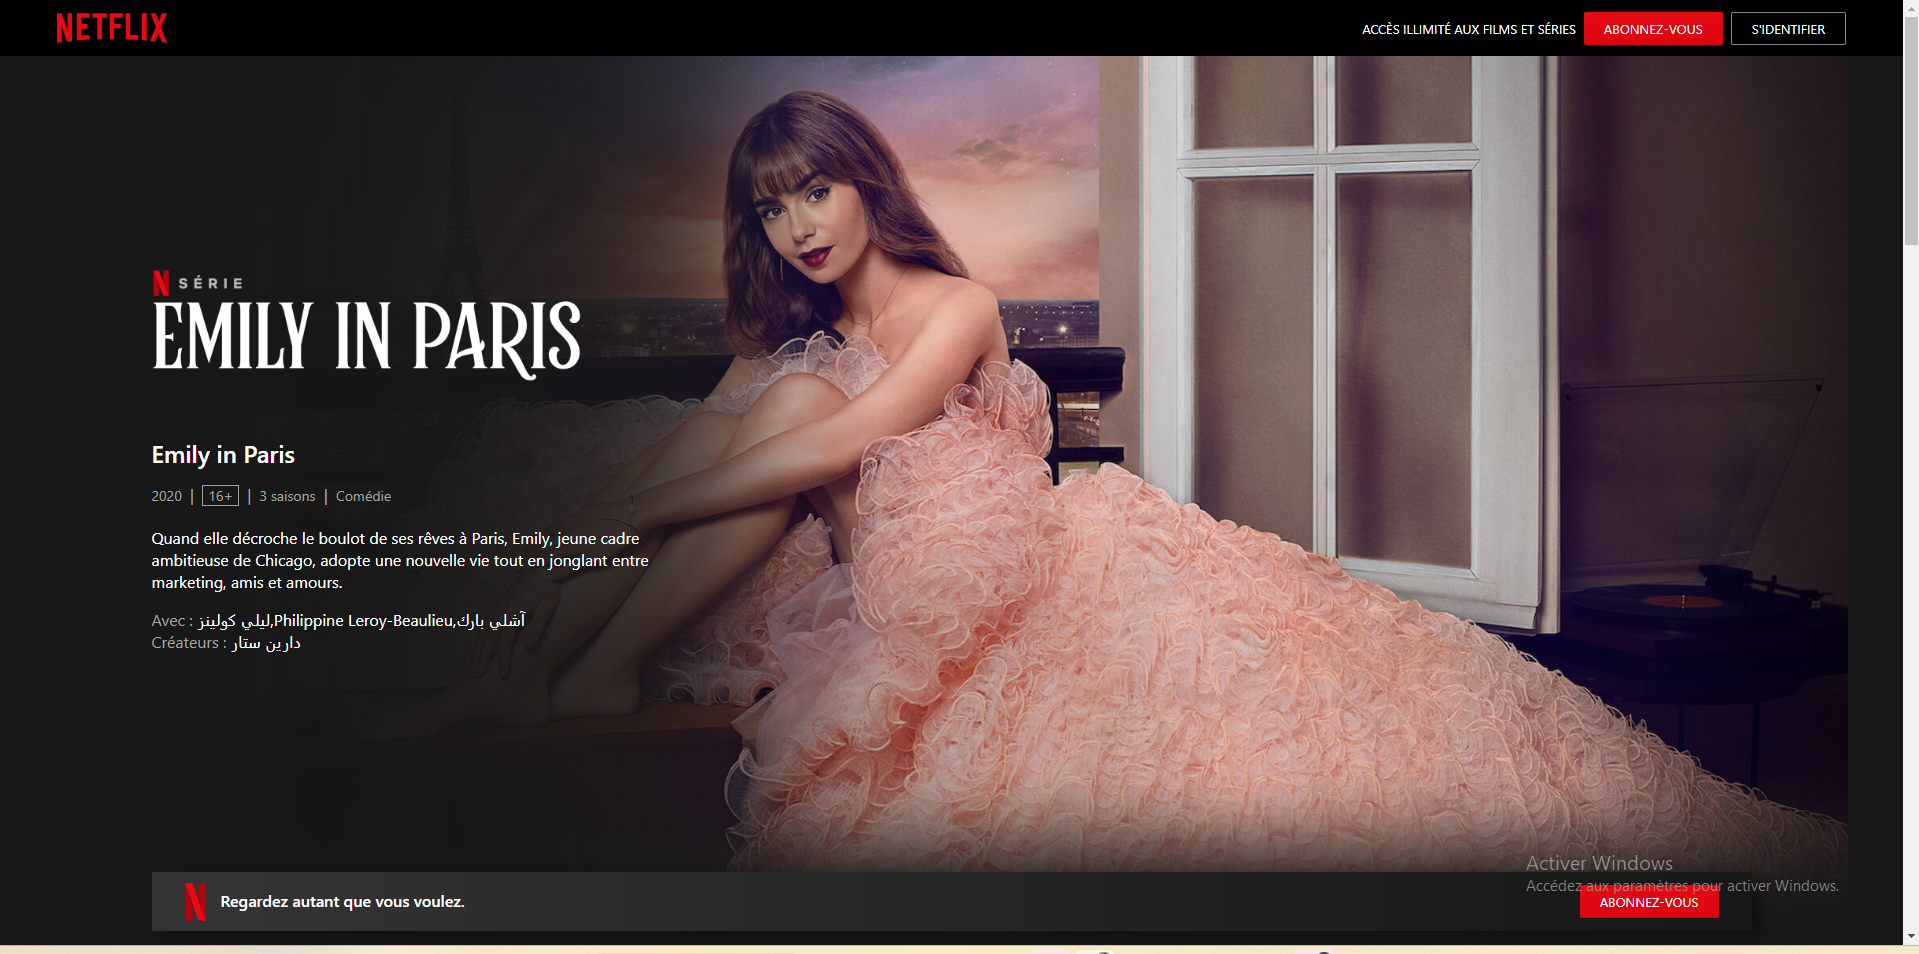 NETFLIX
ACCÈS ILLIMITÉ AUX FILMS ET SÉRIES
ABONNEZ-VOUS
S'IDENTIFIER
N SÉRIE
EMILY IN PARIS
Emily in Paris
2020 | 16+ | 3 saisons | Comédie
Quand elle décroche le boulot de ses rêves à Paris, Emily, jeune cadre
ambitieuse de Chicago, adopte une nouvelle vie tout en jonglant entre
marketing, amis et amours.
Avec : ليلي كولينز,Philippine Leroy-Beaulieu,آشلي بارك
Créateurs : دارين ستار
Activer Windows
Accédez aux paramètres pour activer Windows.
N Regardez autant que vous voulez.
ABONNEZ-VOUS